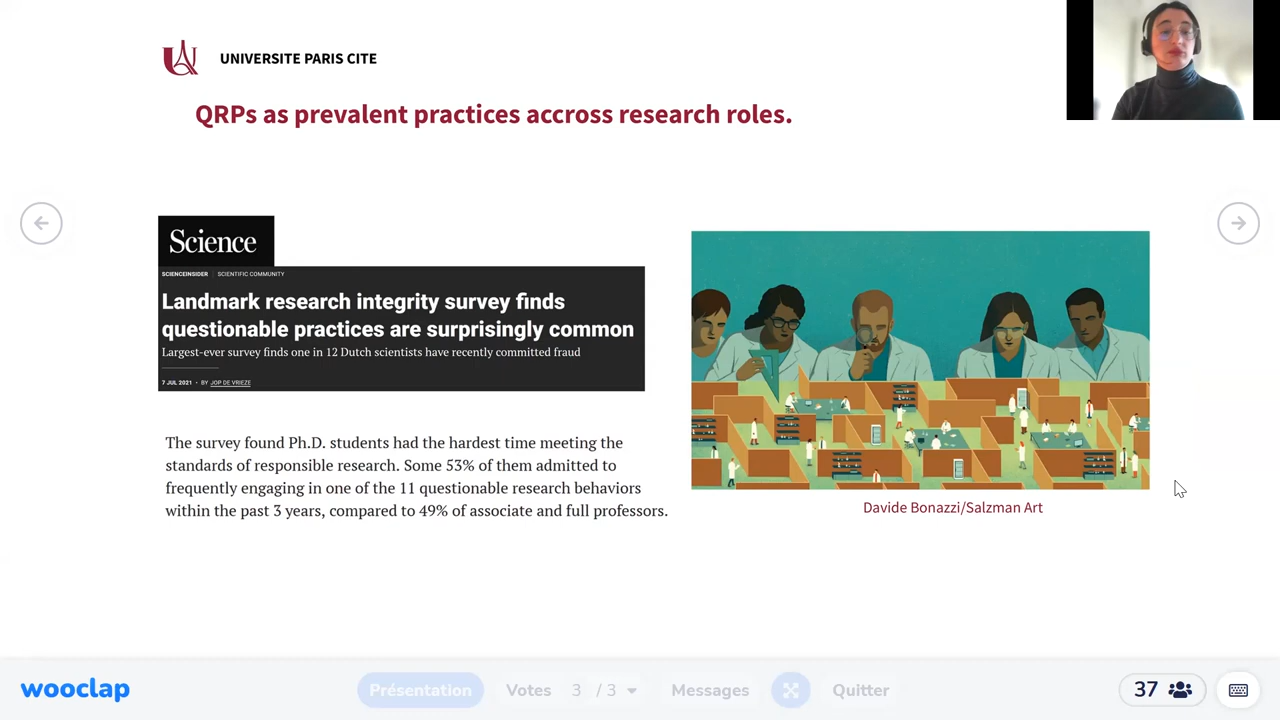 UNIVERSITE PARIS CITE
QRPs as prevalent practices accross research roles.
Science
SCIENCEINSIDER | SCIENTIFIC COMMUNITY
Landmark research integrity survey finds
questionable practices are surprisingly common
Largest-ever survey finds one in 12 Dutch scientists have recently committed fraud
7 JUL 2021 • BY JOP DE VRIEZE
The survey found Ph.D. students had the hardest time meeting the
standards of responsible research. Some 53% of them admitted to
frequently engaging in one of the 11 questionable research behaviors
within the past 3 years, compared to 49% of associate and full professors.
Davide Bonazzi/Salzman Art
wooclap
Présentation
Votes
3 / 3
Messages
Quitter
37